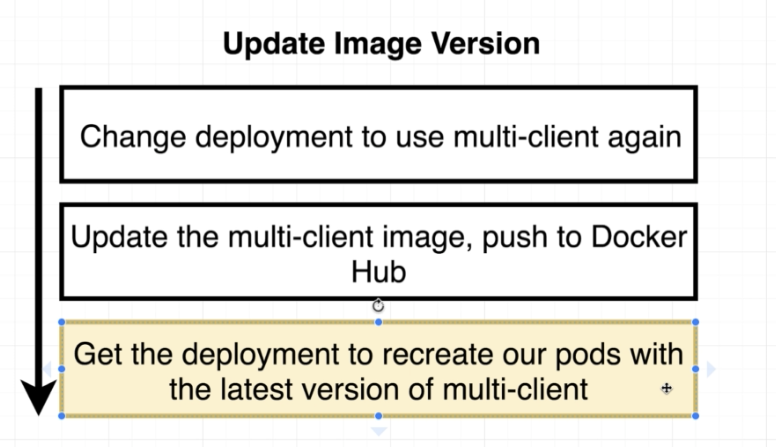 Update Image Version
Change deployment to use multi-client again
Update the multi-client image, push to Docker
Hub
Get the deployment to recreate our pods with
the latest version of multi-client